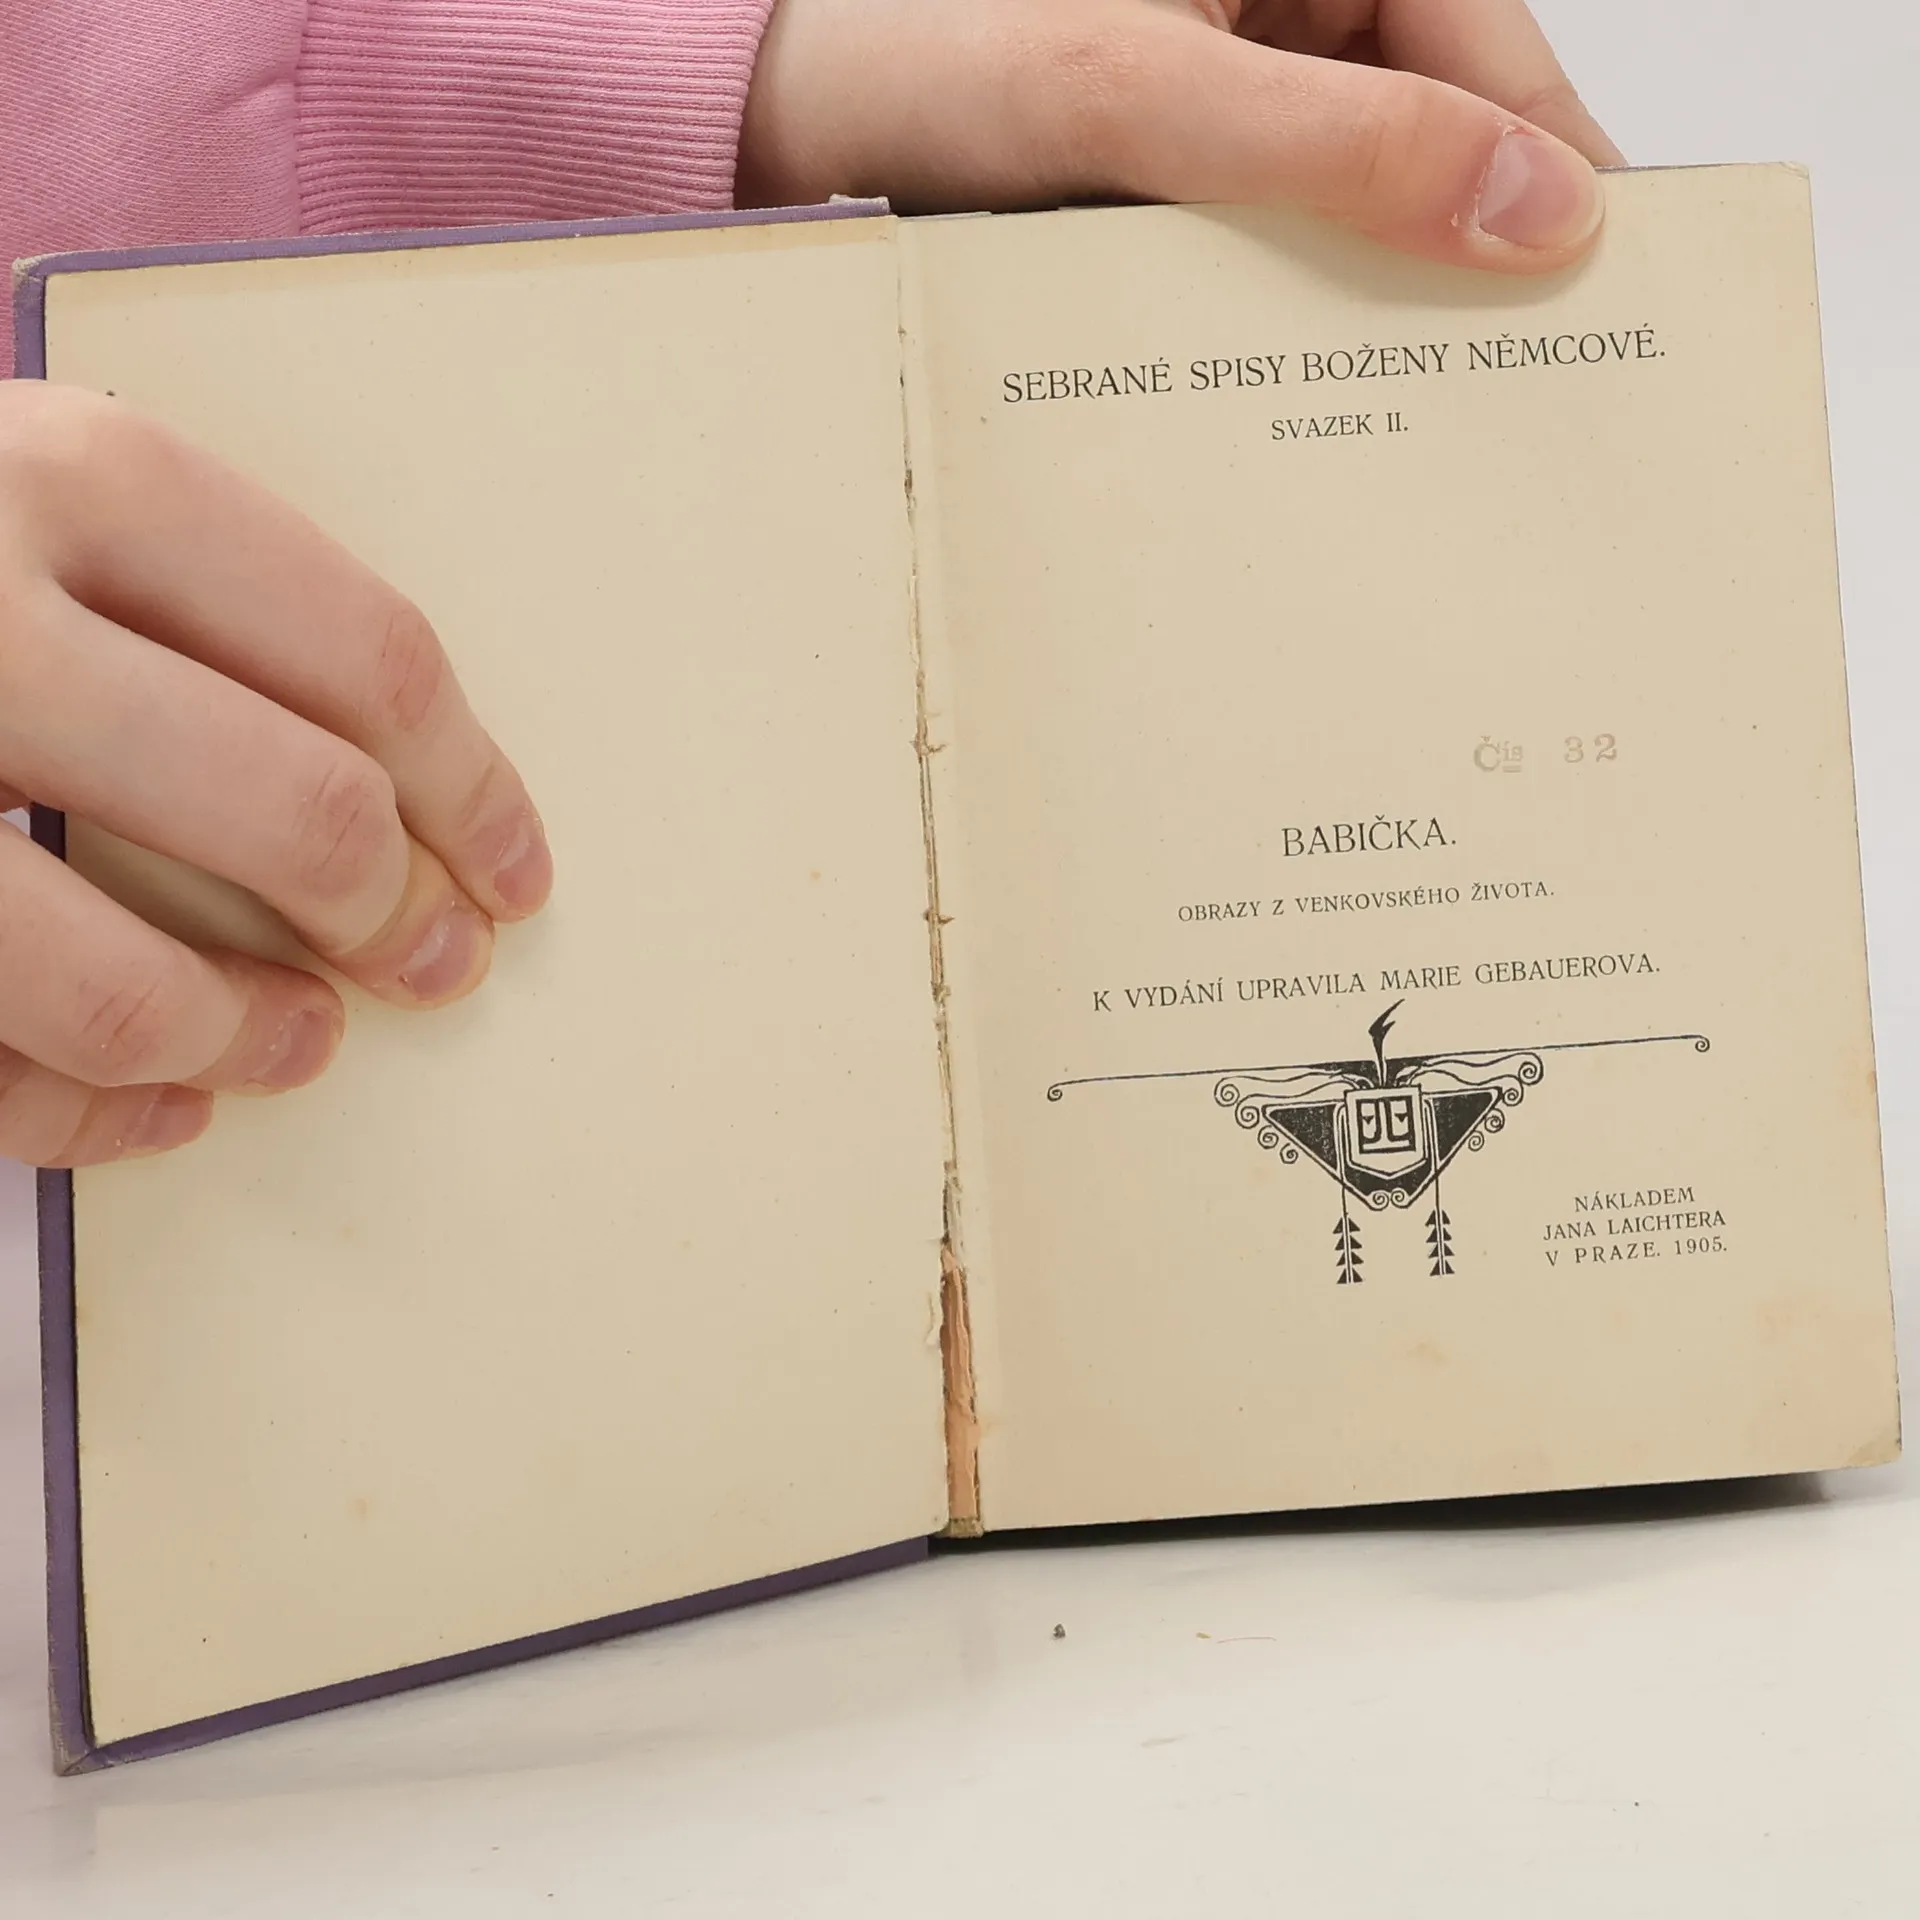 SEBRANÉ SPISY BOŽENY NĚMCOVÉ.
SVAZEK II.
Čís 32
BABIČKA.
OBRAZY Z VENKOVSKÉHO ŽIVOTA.
K VYDÁNÍ UPRAVILA MARIE GEBAUEROVA.
JL
NÁKLADEM
JANA LAICHTERA
V PRAZE. 1905.